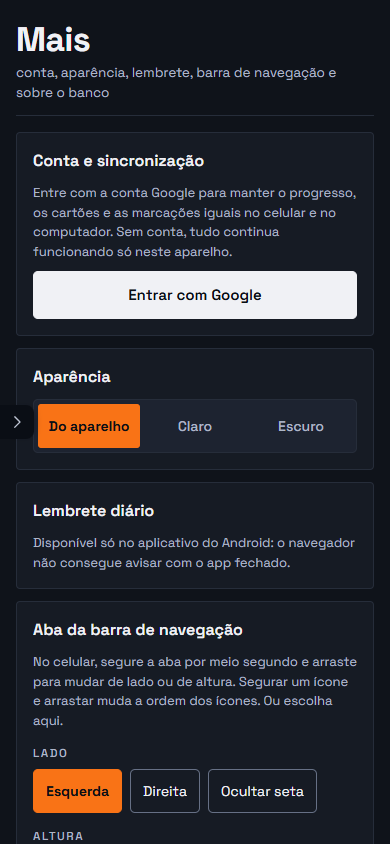 Mais
conta, aparência, lembrete, barra de navegação e
sobre o banco
Conta e sincronização
Entre com a conta Google para manter o progresso,
os cartões e as marcações iguais no celular e no
computador. Sem conta, tudo continua
funcionando só neste aparelho.
Entrar com Google
Aparência
Do aparelho
Claro
Escuro
Lembrete diário
Disponível só no aplicativo do Android: o navegador
não consegue avisar com o app fechado.
Aba da barra de navegação
No celular, segure a aba por meio segundo e arraste
para mudar de lado ou de altura. Segurar um ícone
e arrastar muda a ordem dos ícones. Ou escolha
aqui.
LADO
Esquerda
Direita
Ocultar seta
ALTURA